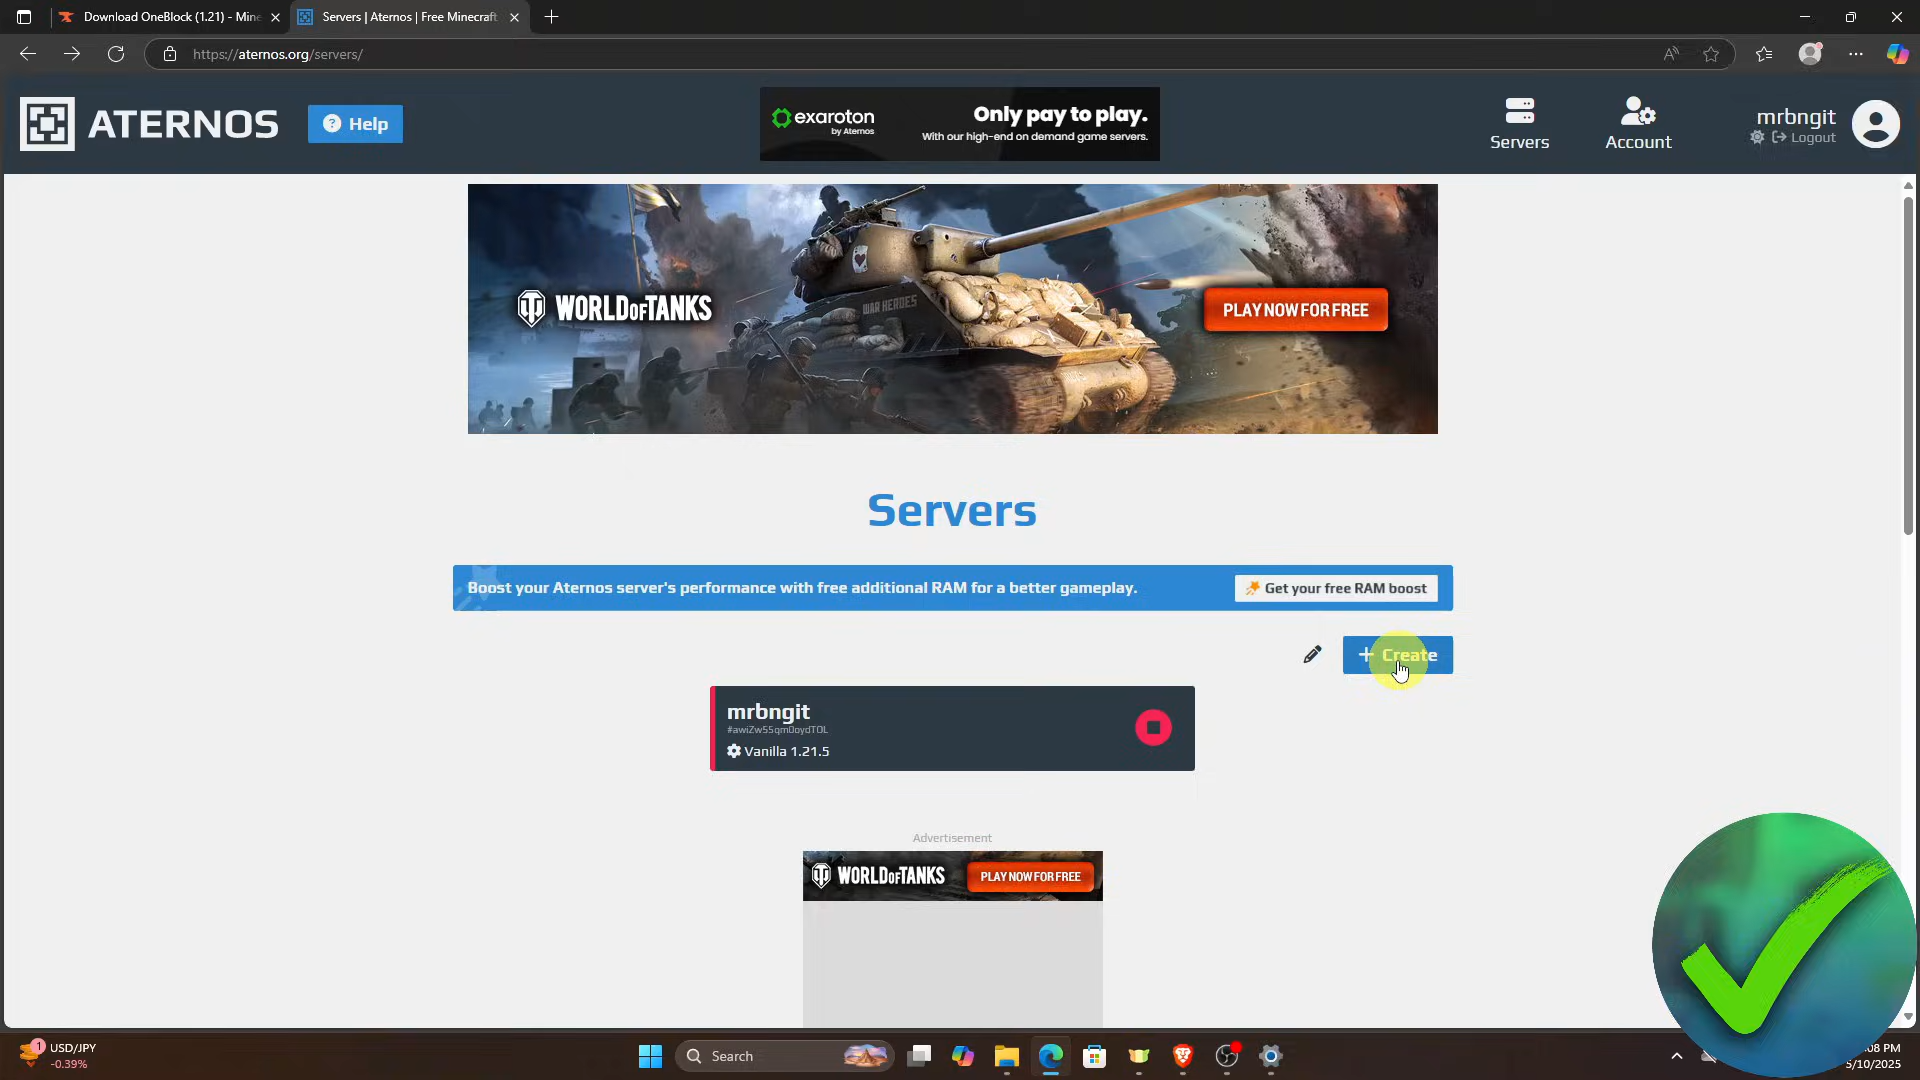 Download OneBlock (1.21) - Mine
Servers | Aternos | Free Minecraft
https://aternos.org/servers/
ATERNOS
Help
exaroton
by Aternos
Only pay to play.
With our high-end on demand game servers.
Servers
Account
mrbngit
Logout
WAR HEROES
WORLD OF TANKS
PLAY NOW FOR FREE
Servers
Boost your Aternos server's performance with free additional RAM for a better gameplay.
Get your free RAM boost
+ Create
mrbngit
#awiZw55qm0oydTOL
Vanilla 1.21.5
Advertisement
WORLD OF TANKS
PLAY NOW FOR FREE
1
USD/JPY
-0.39%
Search
:08 PM
5/10/2025